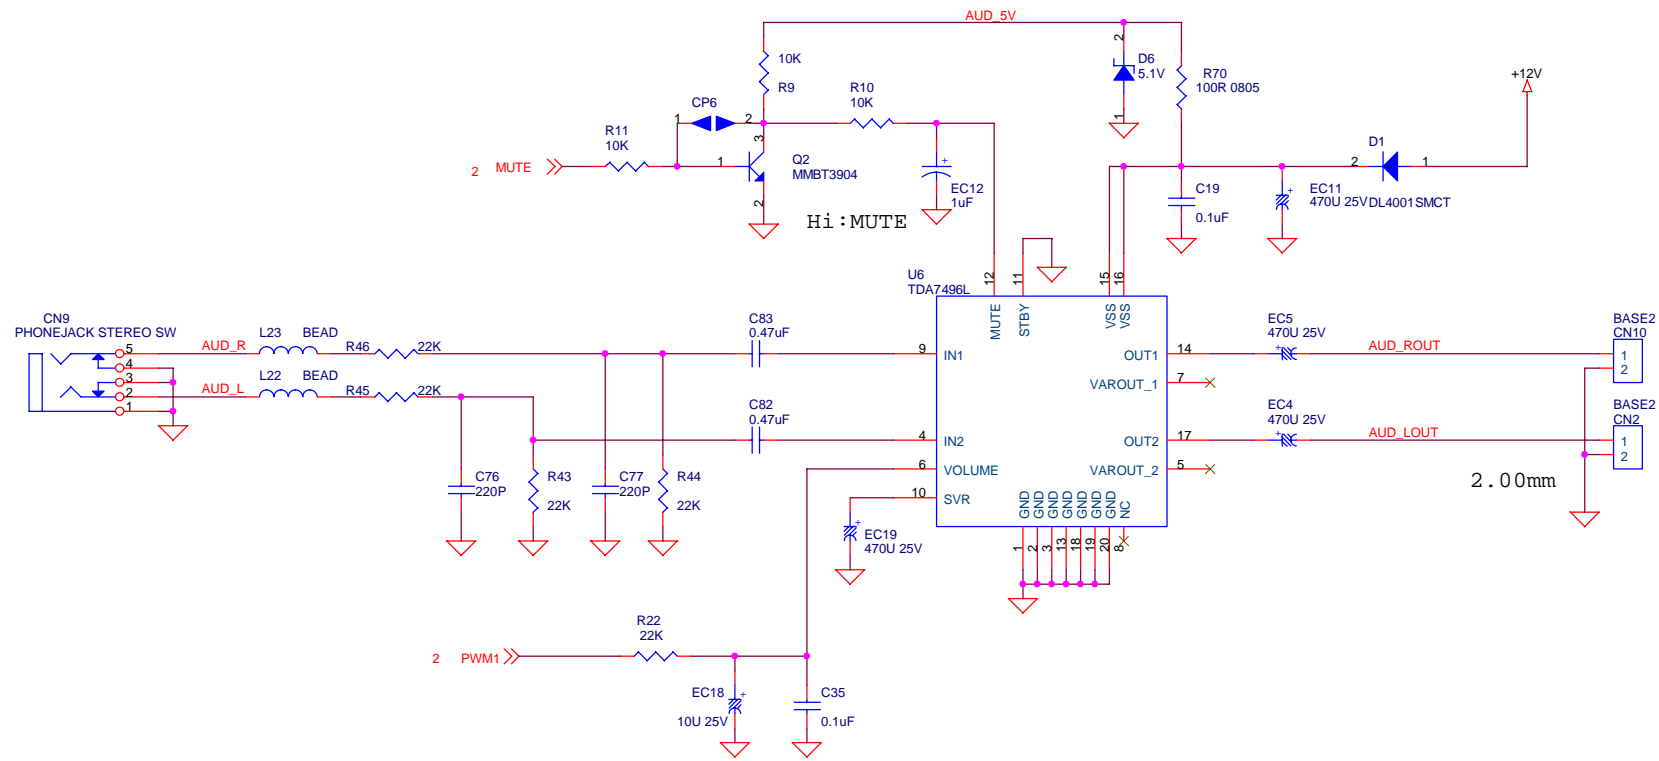 AUD_5V
2
D6
5.1V
1
10K
R9
R70
100R 0805
+12V
CP6
1
2
R10
10K
R11
10K
3
2 MUTE
1
Q2
MMBT3904
2
EC12
1uF
Hi:MUTE
D1
2
1
C19
0.1uF
EC11
470U 25V
DL4001SMCT
U6
TDA7496L
12
11
15
16
MUTE
STBY
VSS
VSS
CN9
PHONEJACK STEREO SW
5
4
3
2
1
AUD_R
L23 BEAD
R46
22K
AUD_L
L22 BEAD
R45
22K
C83
0.47uF
C82
0.47uF
9
IN1
4
IN2
6
VOLUME
10
SVR
OUT1
14
VAROUT_1
7
OUT2
17
VAROUT_2
5
EC5
470U 25V
AUD_ROUT
BASE2
CN10
1
2
EC4
470U 25V
AUD_LOUT
BASE2
CN2
1
2
2.00mm
C76
220P
R43
22K
C77
220P
R44
22K
EC19
470U 25V
GND
GND
GND
GND
GND
GND
GND
NC
1
2
3
13
18
19
20
8
R22
22K
2 PWM1
EC18
10U 25V
C35
0.1uF